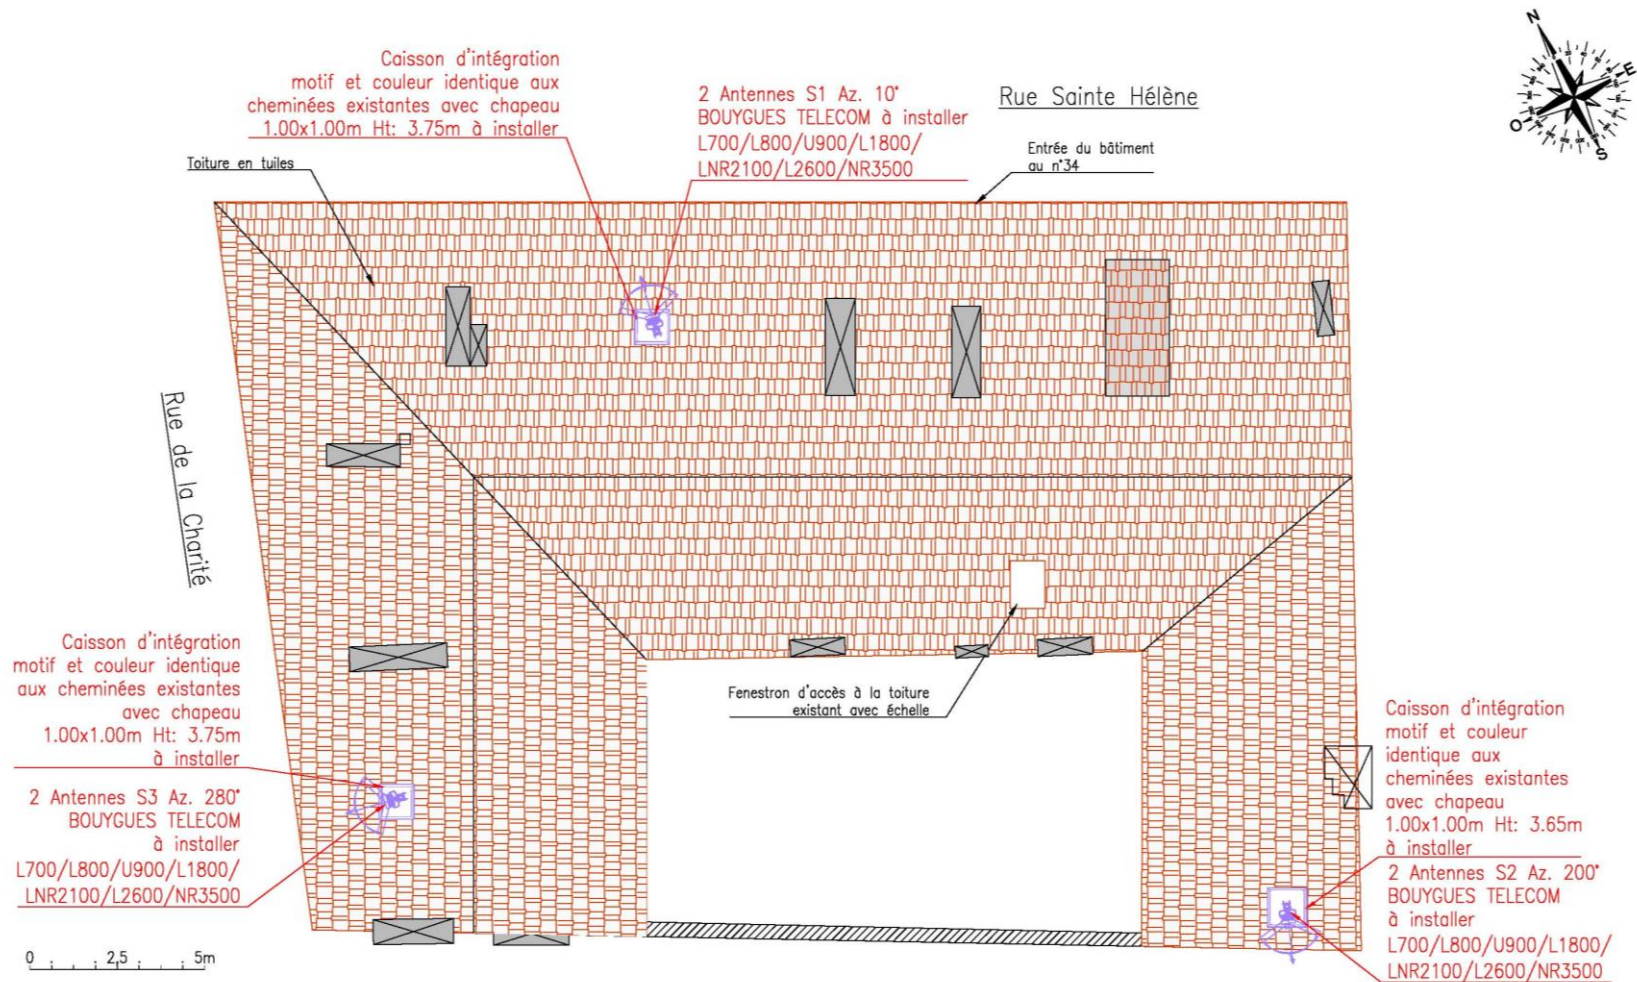 Caisson d'intégration
motif et couleur identique aux
cheminées existantes avec chapeau
1.00x1.00m Ht: 3.75m à installer
2 Antennes S1 Az. 10°
BOUYGUES TELECOM à installer
L700/L800/U900/L1800/
LNR2100/L2600/NR3500
Rue Sainte Hélène
N
E
O
S
Toiture en tuiles
Entrée du bâtiment
au n°34
Rue de la Charité
Caisson d'intégration
motif et couleur identique
aux cheminées existantes
avec chapeau
1.00x1.00m Ht: 3.75m
à installer
2 Antennes S3 Az. 280°
BOUYGUES TELECOM
à installer
L700/L800/U900/L1800/
LNR2100/L2600/NR3500
Fenestron d'accès à la toiture
existant avec échelle
Caisson d'intégration
motif et couleur
identique aux
cheminées existantes
avec chapeau
1.00x1.00m Ht: 3.65m
à installer
2 Antennes S2 Az. 200°
BOUYGUES TELECOM
à installer
L700/L800/U900/L1800/
LNR2100/L2600/NR3500
0 2,5 5m